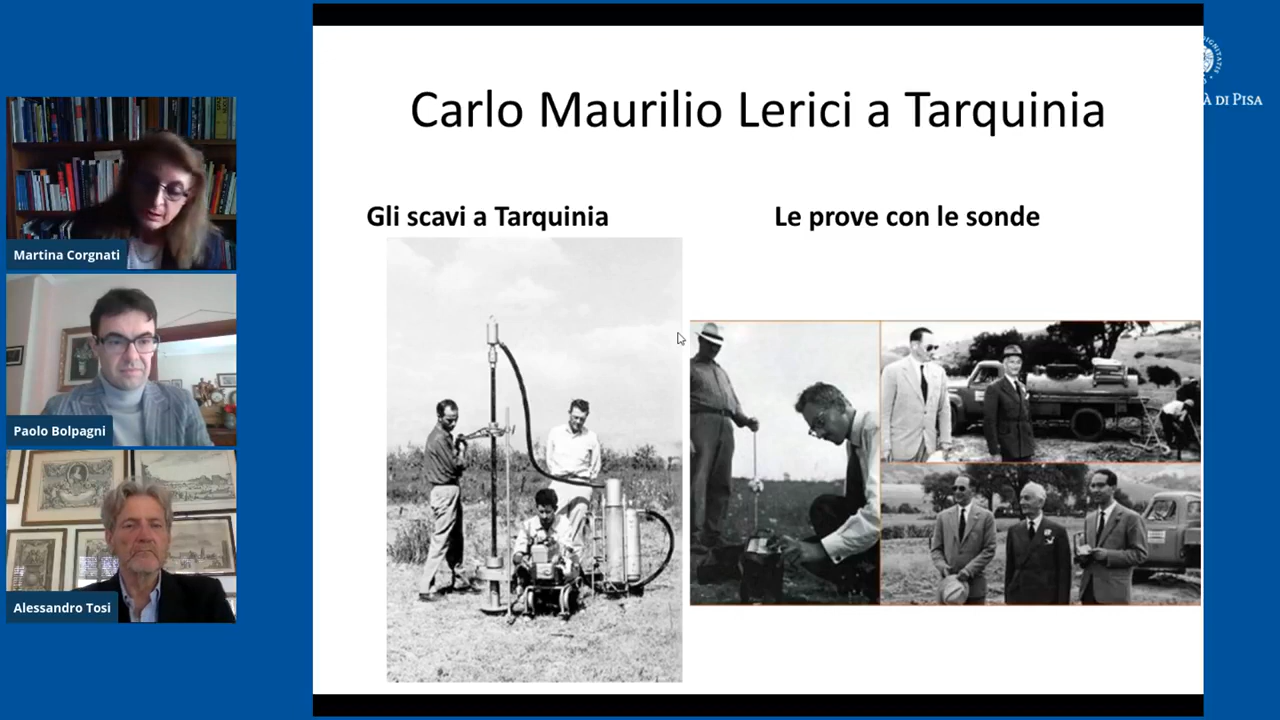 Carlo Maurilio Lerici a Tarquinia
Gli scavi a Tarquinia
Le prove con le sonde
Martina Corgnati
Paolo Bolpagni
Alessandro Tosi
DI PISA